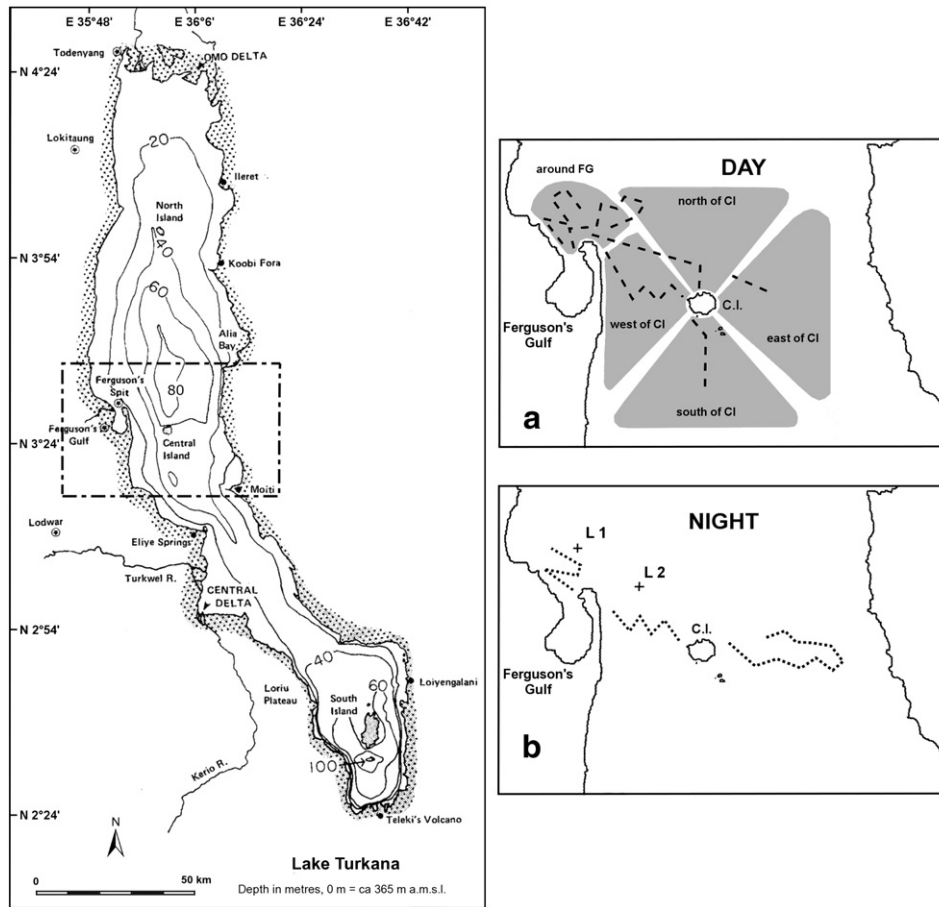 E 35°48' E 36°6' E 36°24' E 36°42'
Todenyang
OMO DELTA
N 4°24'
Lokitaung
20
Ileret
North
Island
40
N 3°54'
Koobi Fora
60
Alia
Bay
80
Ferguson's
Spit
Ferguson's
Gulf
N 3°24'
Central
Island
Moiti
Lodwar
Eliye Springs
Turkwel R.
CENTRAL
DELTA
N 2°54'
40
Loriu
Plateau
60
Loiyengalani
South
Island
100
Kerio R.
N 2°24'
Teleki's Volcano
N
Lake Turkana
0 50 km
Depth in metres, 0 m = ca 365 m a.m.s.l.
DAY
around FG
north of CI
C.I.
Ferguson's
Gulf
west of CI
east of CI
south of CI
a
NIGHT
L 1
L 2
C.I.
Ferguson's
Gulf
b